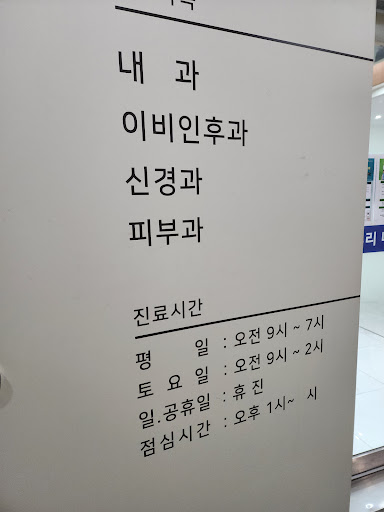 내 과
이비인후과
신경과
피부과
진료시간
평 일 : 오전 9시 ~ 7시
토 요 일 : 오전 9시 ~ 2시
일.공휴일 : 휴 진
점심시간 : 오후 1시~ 시
리